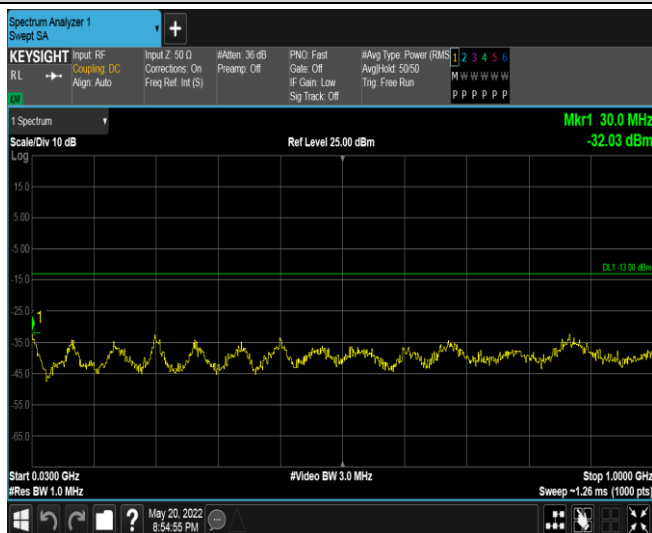 Spectrum Analyzer 1
Swept SA
+
KEYSIGHT
RL
LXI
Input: RF
Coupling: DC
Align: Auto
Input Z: 50 Ω
Corrections: On
Freq Ref: Int (S)
#Atten: 36 dB
Preamp: Off
PNO: Fast
Gate: Off
IF Gain: Low
Sig Track: Off
#Avg Type: Power (RMS
Avg|Hold: 50/50
Trig: Free Run
1 2 3 4 5 6
M W W W W W
P P P P P P
1 Spectrum
Scale/Div 10 dB
Ref Level 25.00 dBm
Mkr1 30.0 MHz
-32.03 dBm
Log
15.0
5.00
-5.00
DL1 -13.00 dBm
-15.0
-25.0
1
-35.0
-45.0
-55.0
-65.0
Start 0.0300 GHz
#Video BW 3.0 MHz
Stop 1.0000 GHz
#Res BW 1.0 MHz
Sweep ~1.26 ms (1000 pts)
?
May 20, 2022
8:54:55 PM